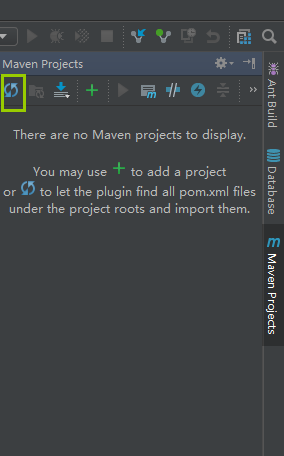 Maven Projects
There are no Maven projects to display.
You may use + to add a project
or to let the plugin find all pom.xml files
under the project roots and import them.
Ant Build
Database
m Maven Projects